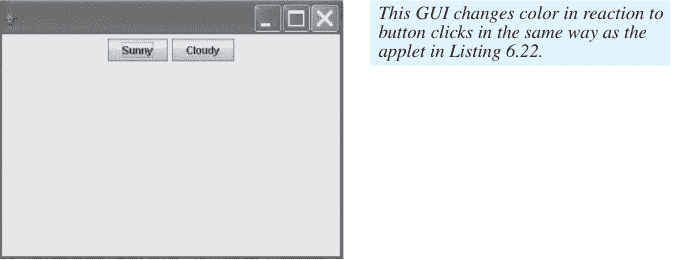 Sunny Cloudy
This GUI changes color in reaction to
button clicks in the same way as the
applet in Listing 6.22.